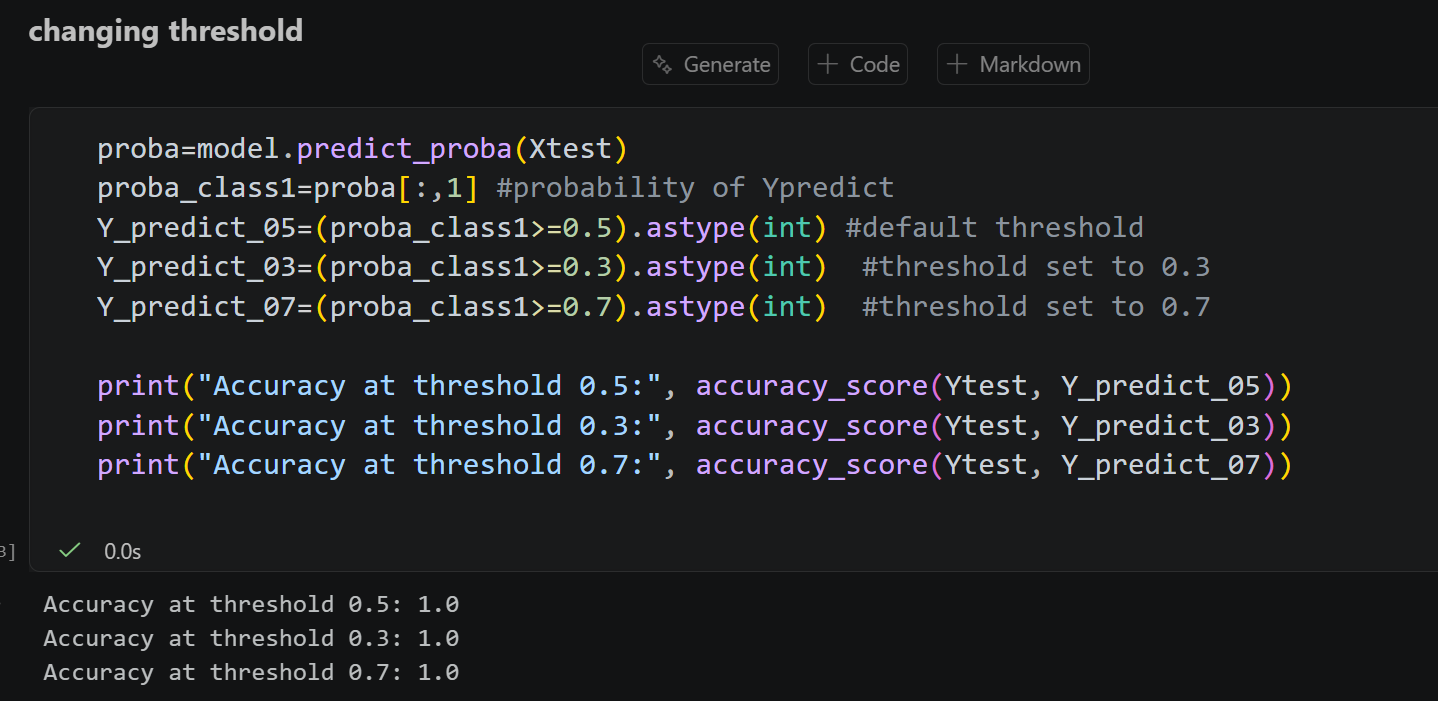 changing threshold
Generate
Code
Markdown
proba=model.predict_proba(Xtest)
proba_class1=proba[:,1] #probability of Ypredict
Y_predict_05=(proba_class1>=0.5).astype(int) #default threshold
Y_predict_03=(proba_class1>=0.3).astype(int)  #threshold set to 0.3
Y_predict_07=(proba_class1>=0.7).astype(int)  #threshold set to 0.7
print("Accuracy at threshold 0.5:", accuracy_score(Ytest, Y_predict_05))
print("Accuracy at threshold 0.3:", accuracy_score(Ytest, Y_predict_03))
print("Accuracy at threshold 0.7:", accuracy_score(Ytest, Y_predict_07))
3]
0.0s
Accuracy at threshold 0.5: 1.0
Accuracy at threshold 0.3: 1.0
Accuracy at threshold 0.7: 1.0